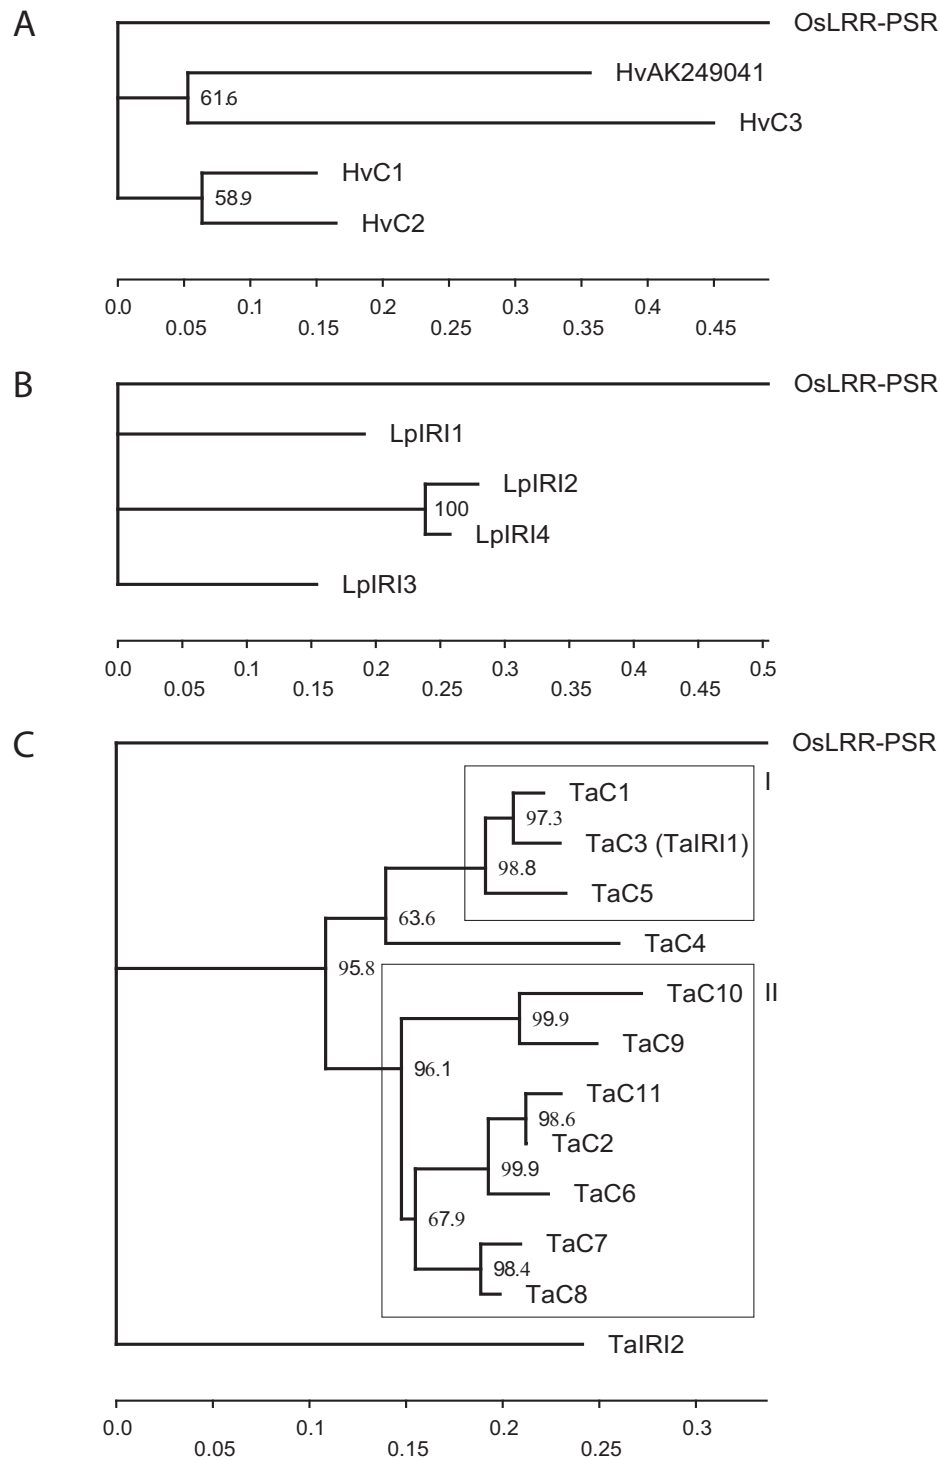 A
OsLRR-PSR
HvAK249041
61.6
HvC3
HvC1
58.9
HvC2
0.0 0.1 0.2 0.3 0.4
0.05 0.15 0.25 0.35 0.45
B
OsLRR-PSR
LpIRI1
LpIRI2
100
LpIRI4
LpIRI3
0.0 0.1 0.2 0.3 0.4 0.5
0.05 0.15 0.25 0.35 0.45
C
OsLRR-PSR
I
TaC1
97.3
TaC3 (TaIRI1)
98.8
TaC5
63.6
TaC4
95.8
TaC10 II
99.9
TaC9
96.1
TaC11
98.6
TaC2
99.9
TaC6
67.9
TaC7
98.4
TaC8
TaIRI2
0.0 0.1 0.2 0.3
0.05 0.15 0.25